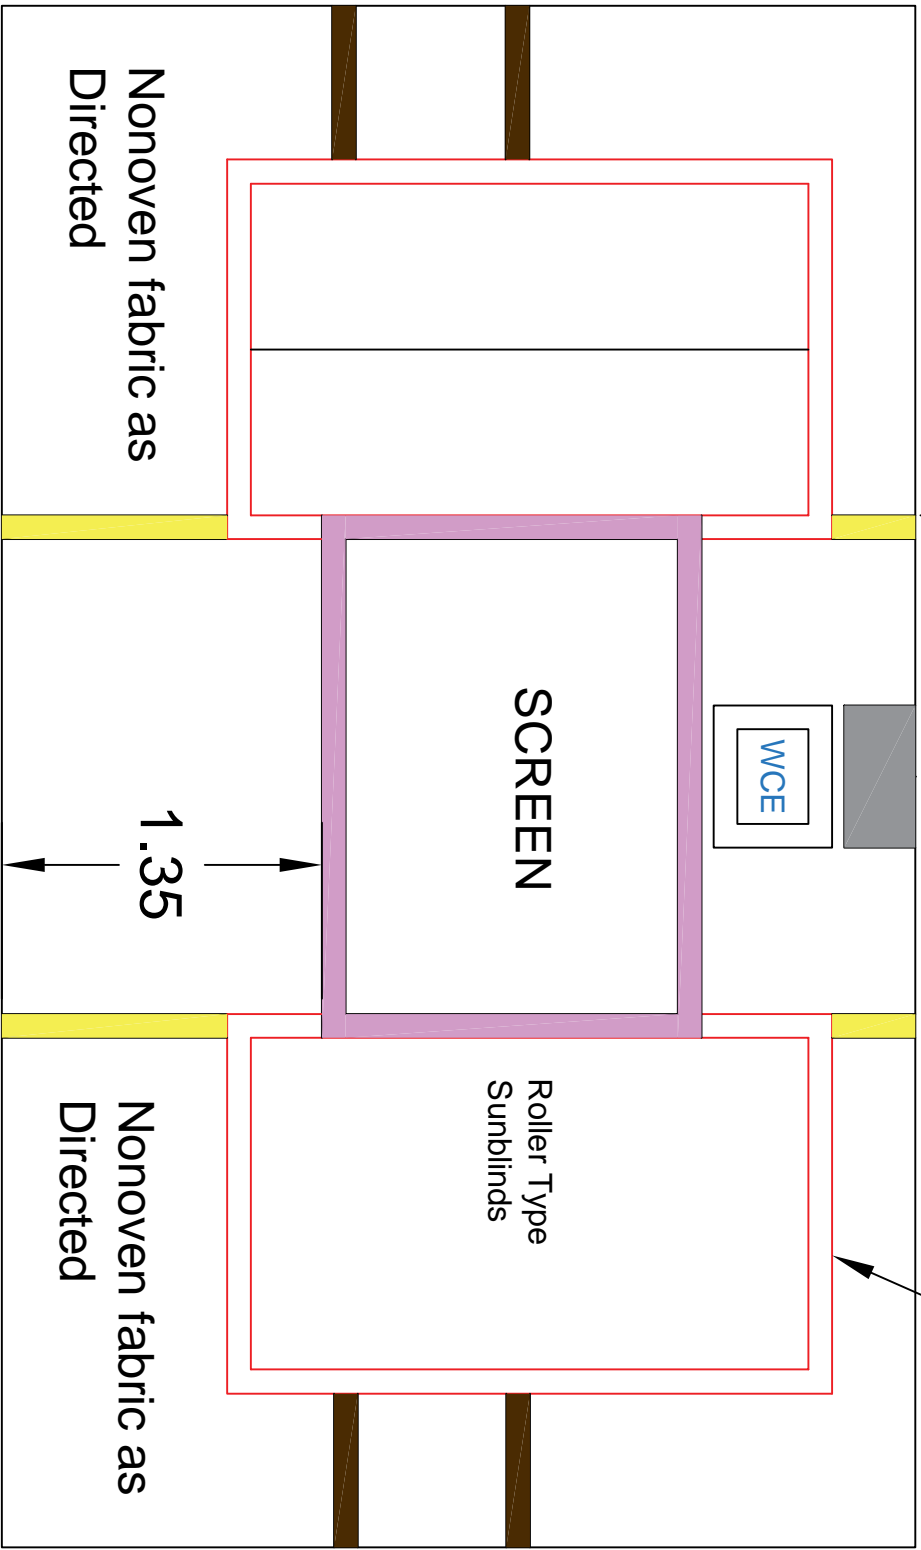 Nonoven fabric as
Directed
WCE
SCREEN
1.35
Roller Type
Sunblinds
Nonoven fabric as
Directed